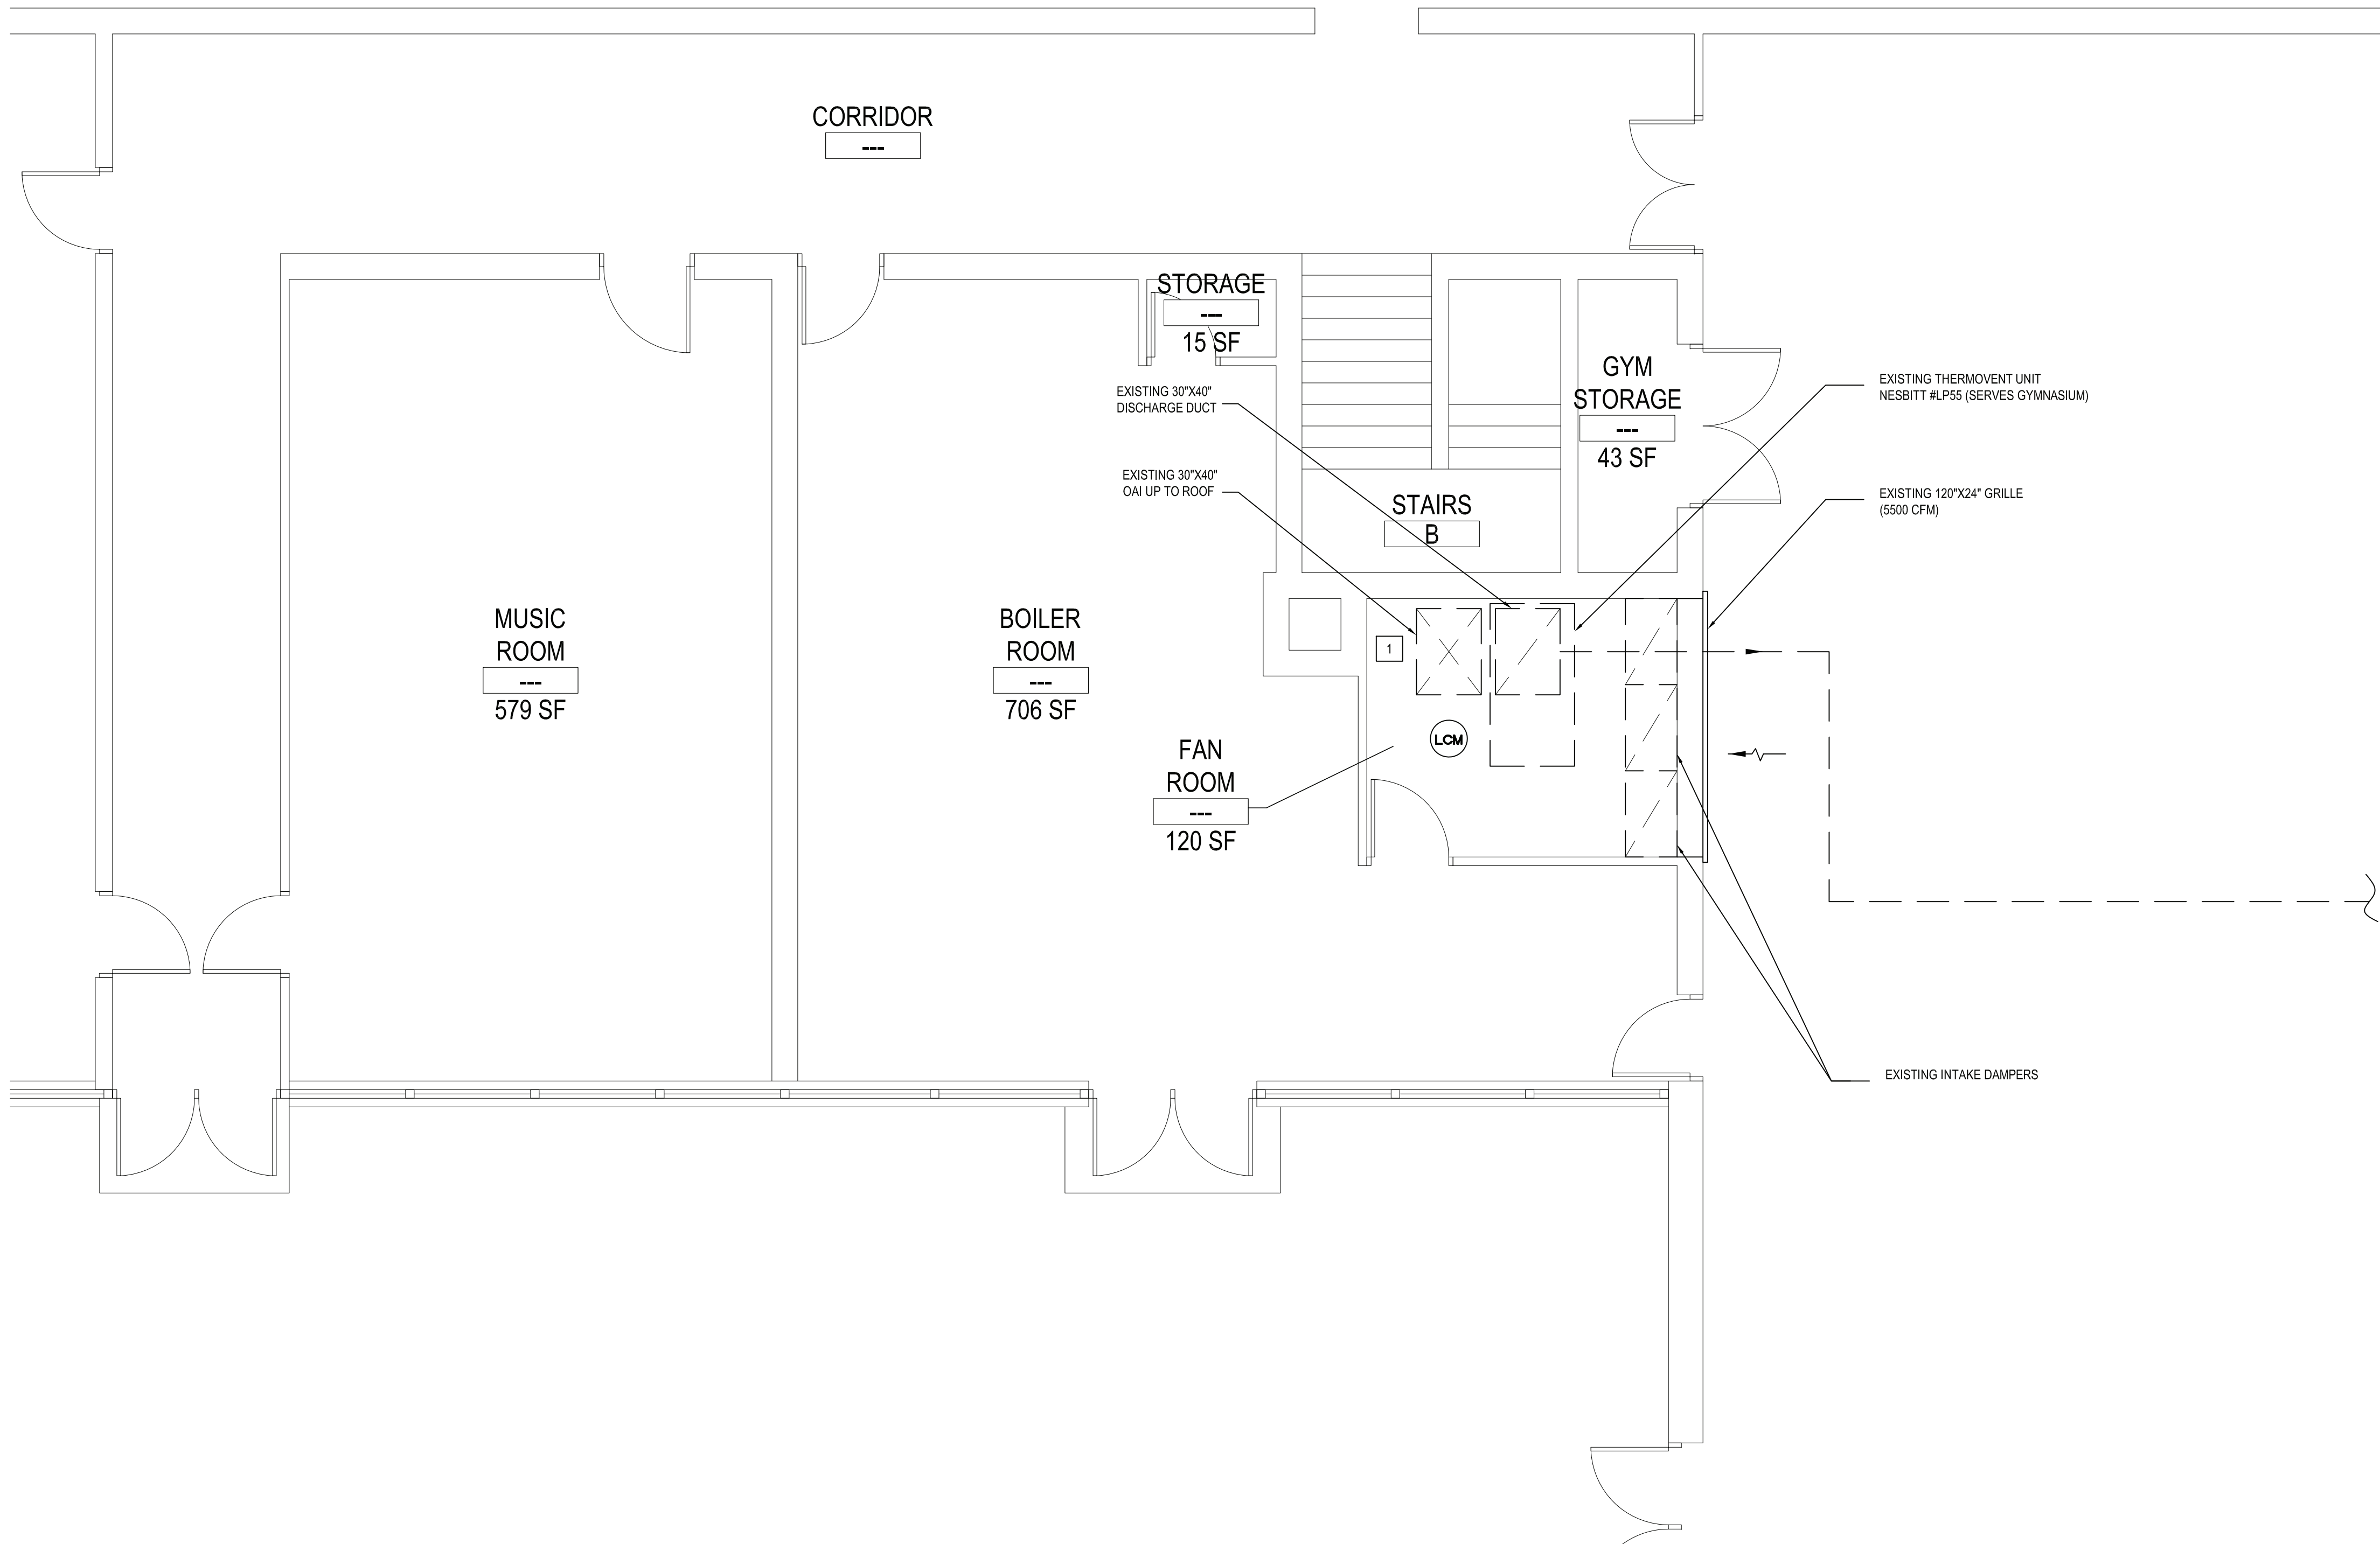 CORRIDOR
---
STORAGE
---
15 SF
GYM
STORAGE
---
43 SF
EXISTING 30"X40"
DISCHARGE DUCT
EXISTING THERMOVENT UNIT
NESBITT #LP55 (SERVES GYMNASIUM)
EXISTING 30"X40"
OAI UP TO ROOF
EXISTING 120"X24" GRILLE
(5500 CFM)
STAIRS
B
MUSIC
ROOM
---
579 SF
BOILER
ROOM
---
706 SF
1
LCM
FAN
ROOM
---
120 SF
EXISTING INTAKE DAMPERS